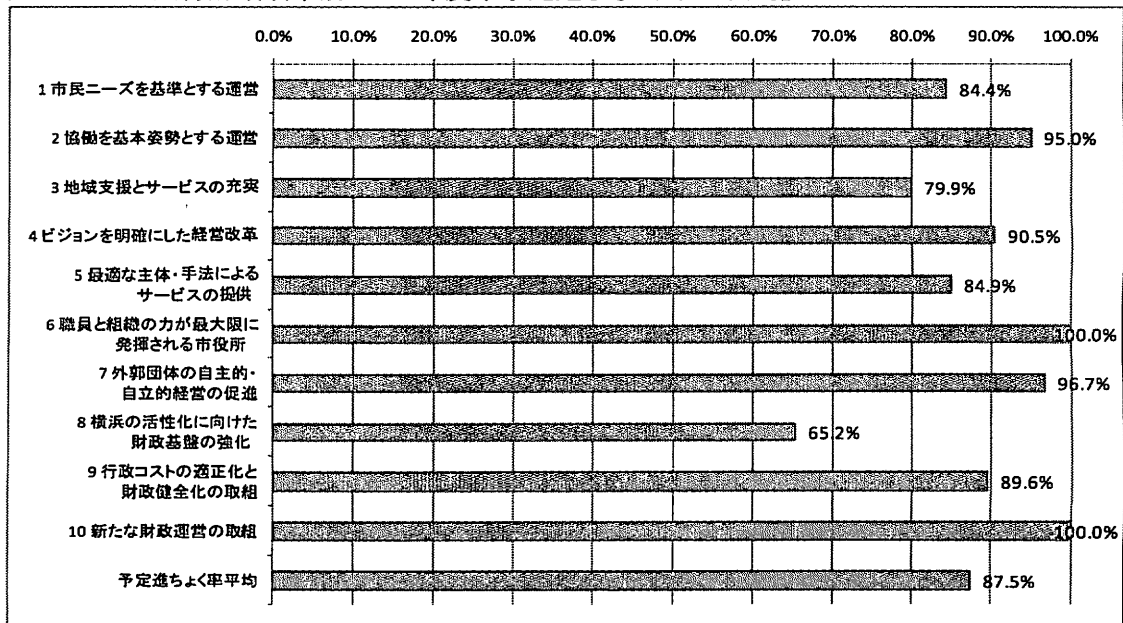 0.0% 10.0% 20.0% 30.0% 40.0% 50.0% 60.0% 70.0% 80.0% 90.0% 100.0%
1 市民ニーズを基準とする運営 84.4%
2 協働を基本姿勢とする運営 95.0%
3 地域支援とサービスの充実 79.9%
4 ビジョンを明確にした経営改革 90.5%
5 最適な主体・手法による
サービスの提供 84.9%
6 職員と組織の力が最大限に
発揮される市役所 100.0%
7 外郭団体の自主的・
自立的経営の促進 96.7%
8 横浜の活性化に向けた
財政基盤の強化 65.2%
9 行政コストの適正化と
財政健全化の取組 89.6%
10 新たな財政運営の取組 100.0%
予定進ちょく率平均 87.5%